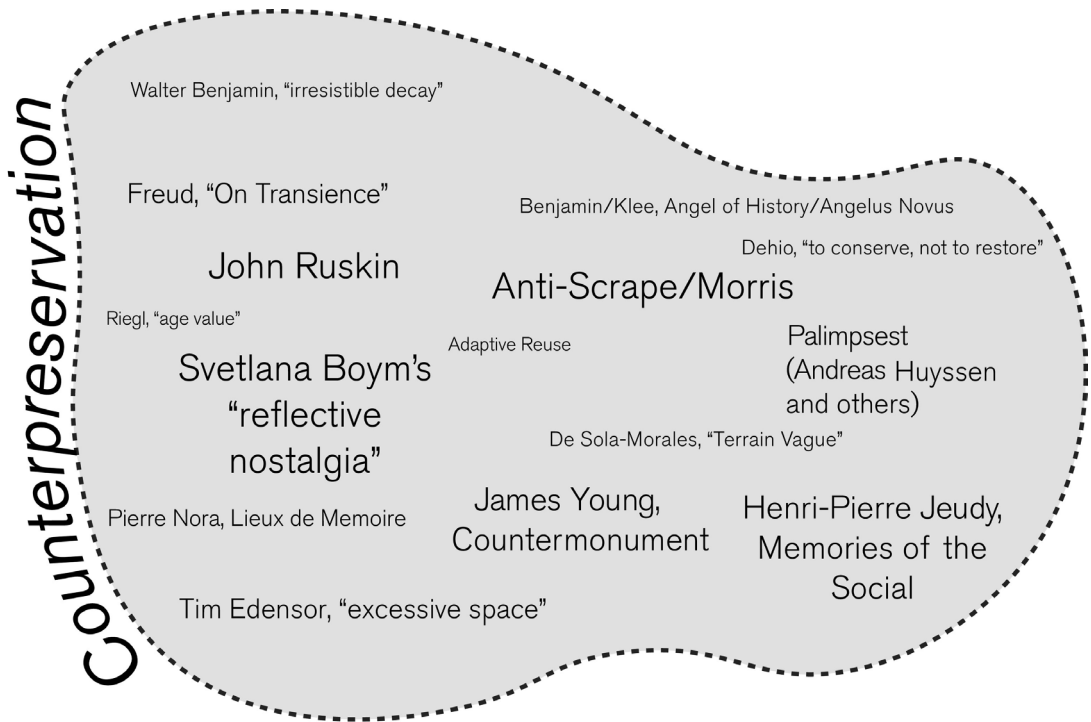 Counterpreservation
Walter Benjamin, “irresistible decay”
Freud, “On Transience”
Benjamin/Klee, Angel of History/Angelus Novus
Dehio, “to conserve, not to restore”
John Ruskin
Anti-Scrape/Morris
Riegl, “age value”
Adaptive Reuse
Palimpsest
(Andreas Huyssen
and others)
Svetlana Boym’s
“reflective
nostalgia”
De Sola-Morales, “Terrain Vague”
Pierre Nora, Lieux de Memoire
James Young,
Countermonument
Henri-Pierre Jeudy,
Memories of the
Social
Tim Edensor, “excessive space”